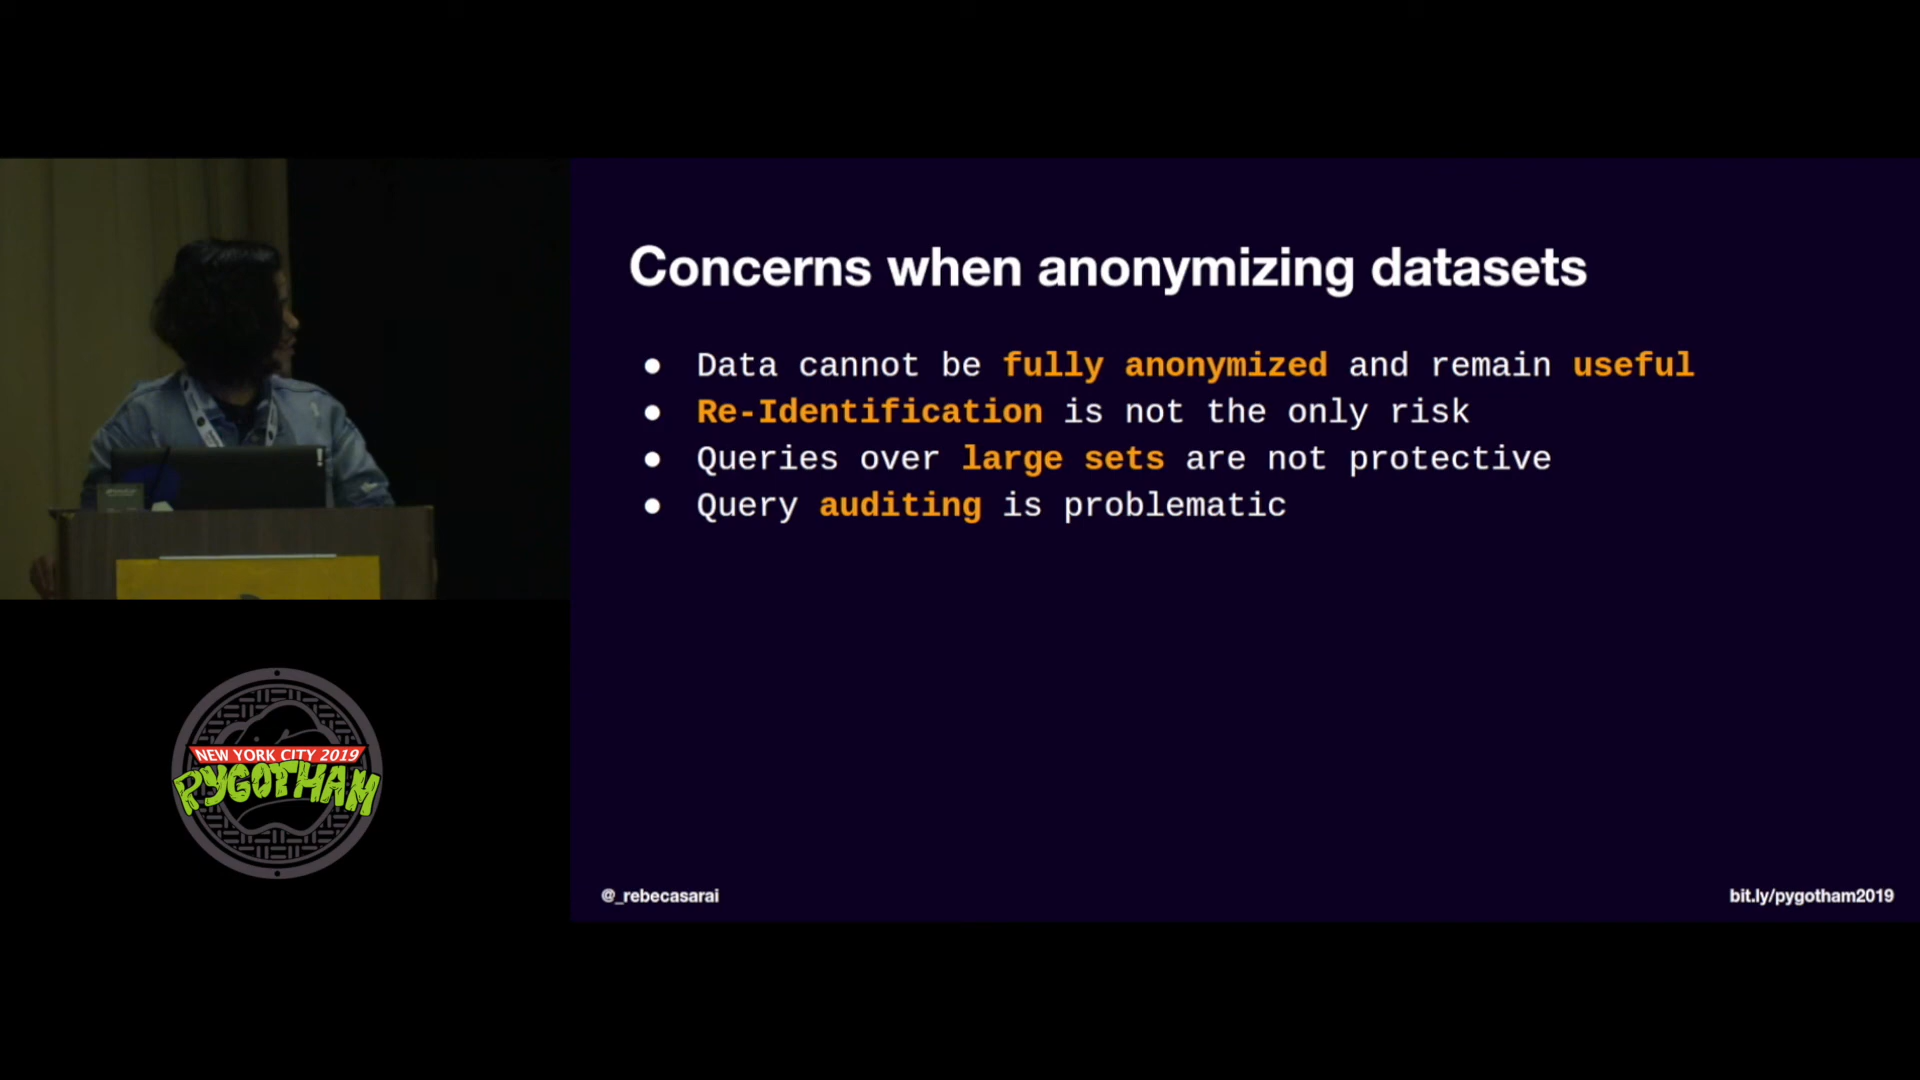 Concerns when anonymizing datasets
● Data cannot be fully anonymized and remain useful
● Re-Identification is not the only risk
● Queries over large sets are not protective
● Query auditing is problematic
@_rebecasarai
bit.ly/pygotham2019
NEW YORK CITY 2019
PYGOTHAM